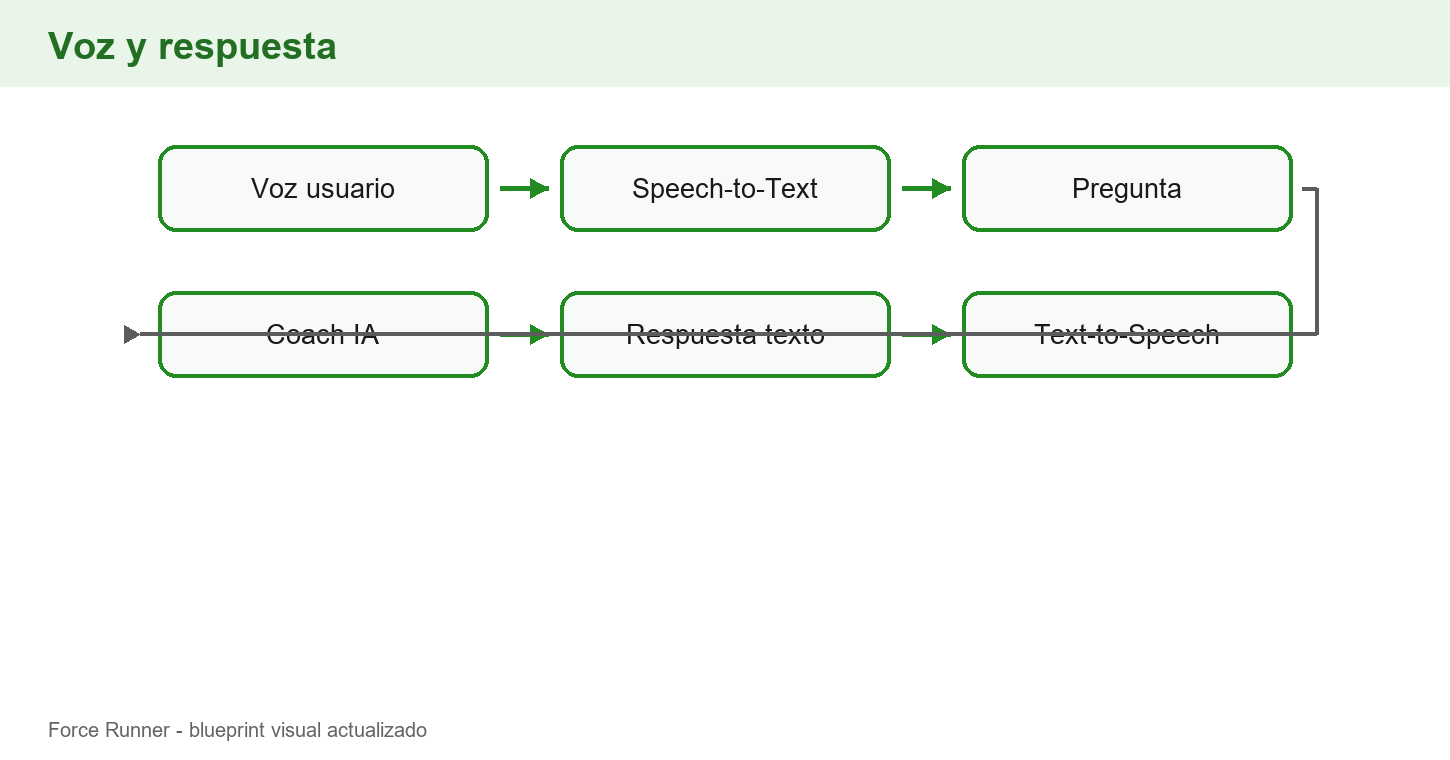 Voz y respuesta
Voz usuario
Speech-to-Text
Pregunta
Coach IA
Respuesta texto
Text-to-Speech
Force Runner - blueprint visual actualizado